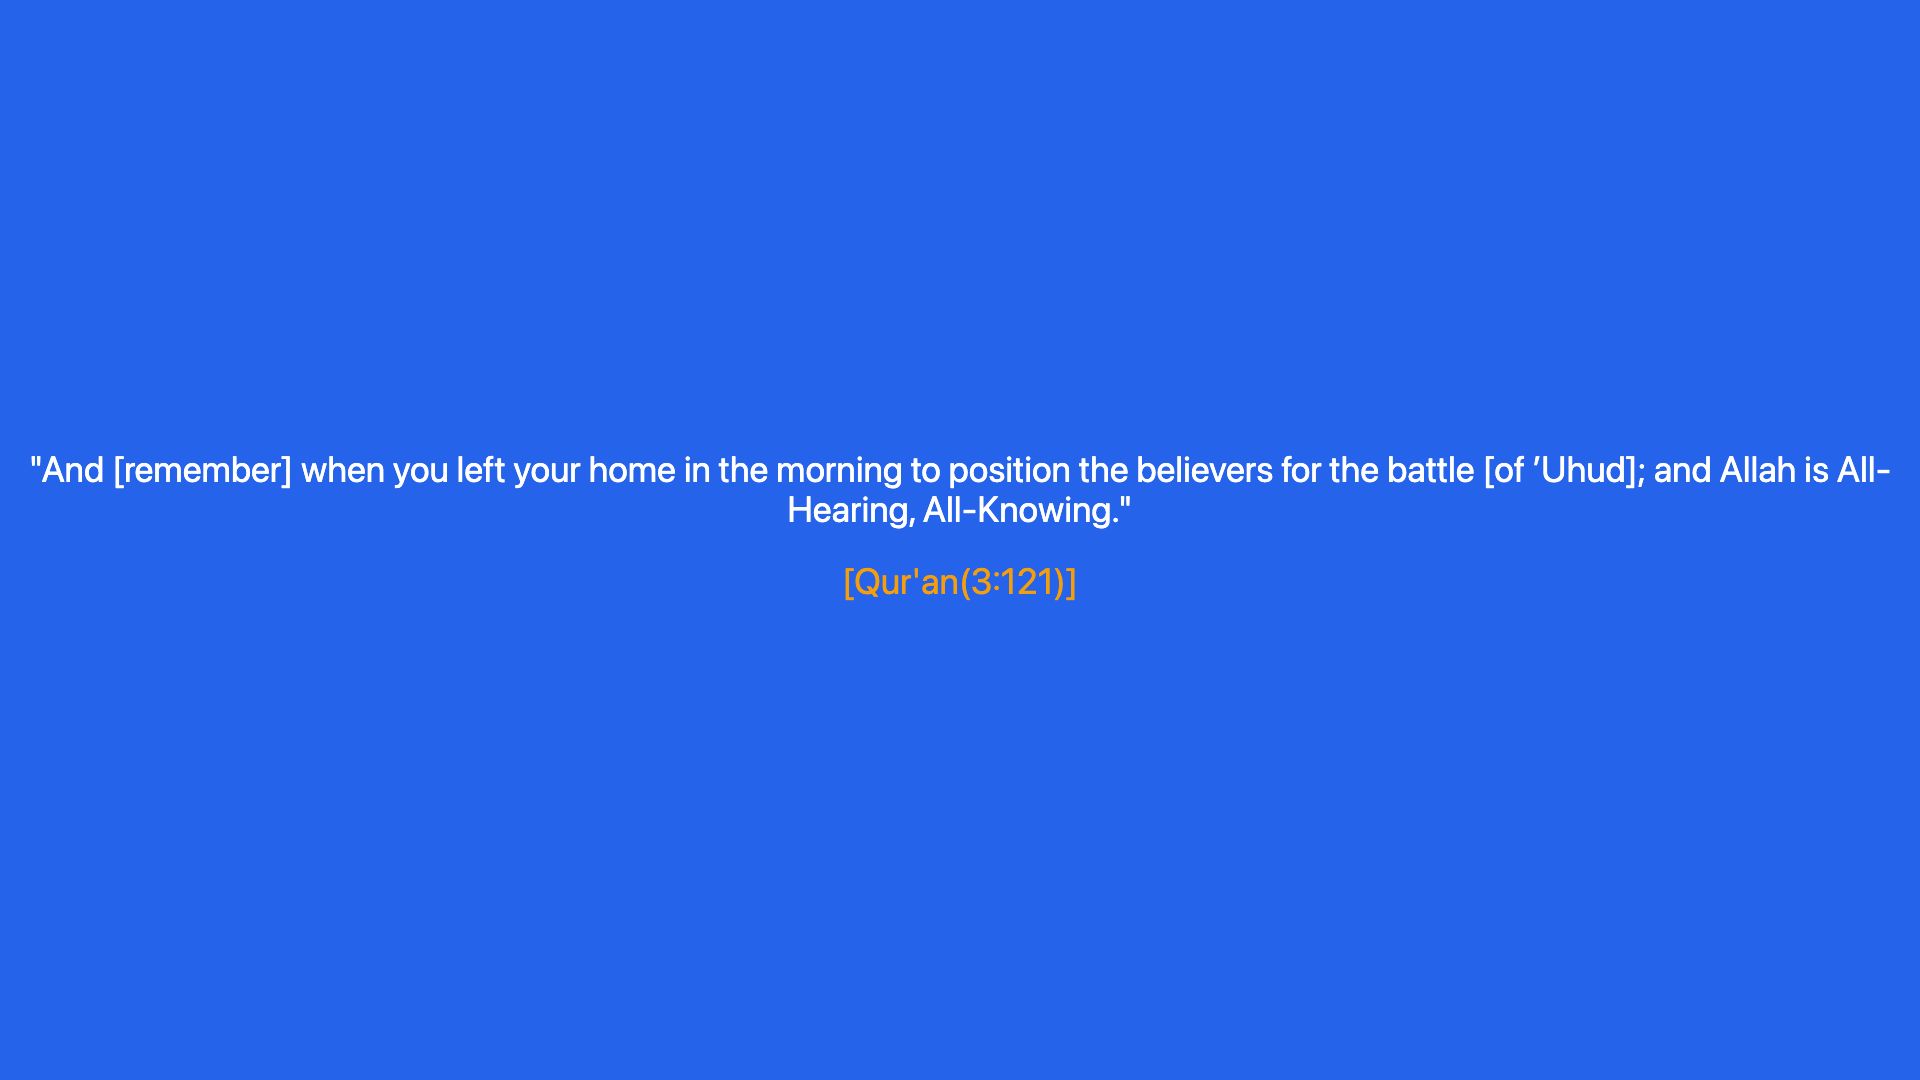 "And [remember] when you left your home in the morning to position the believers for the battle [of ’Uhud]; and Allah is All-
Hearing, All-Knowing."
[Qur'an(3:121)]